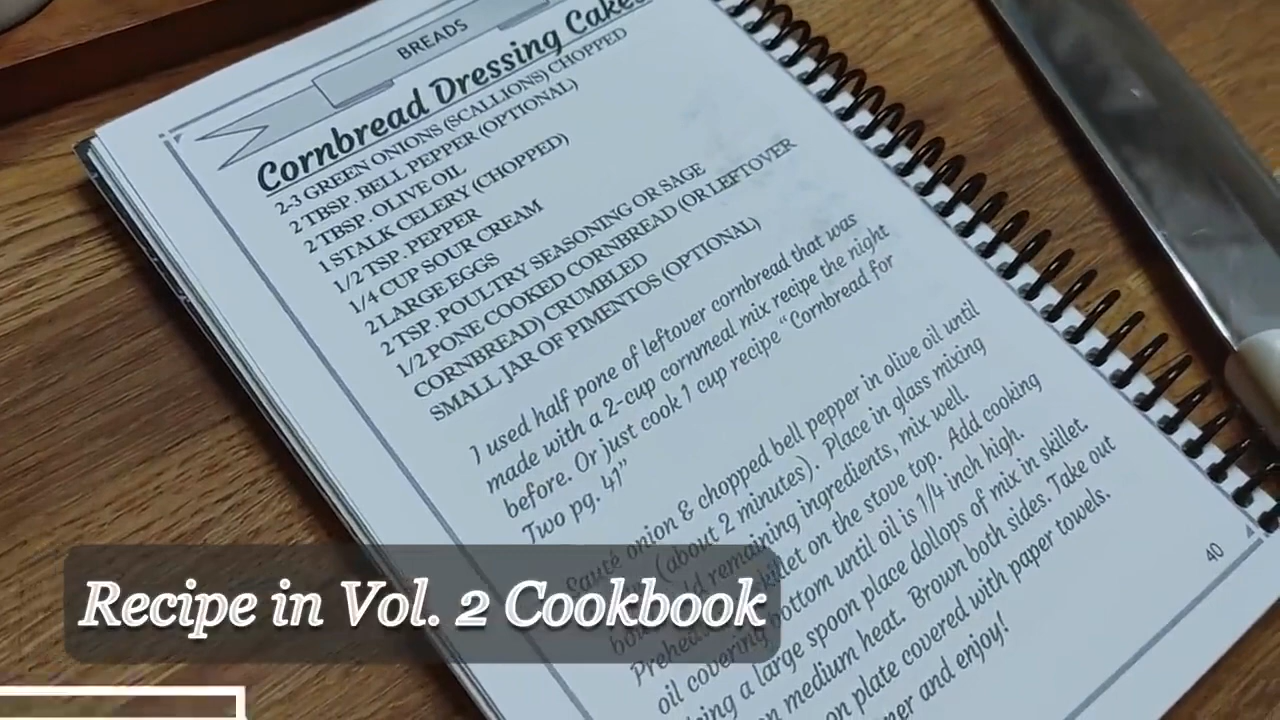 BREADS
Cornbread Dressing Cakes
2-3 GREEN ONIONS (SCALLIONS) CHOPPED
2 TBSP. BELL PEPPER (OPTIONAL)
2 TBSP. OLIVE OIL
1 STALK CELERY (CHOPPED)
1/2 TSP. PEPPER
1/4 CUP SOUR CREAM
2 LARGE EGGS
2 TSP. POULTRY SEASONING OR SAGE
1/2 PONE COOKED CORNBREAD (OR LEFTOVER
CORNBREAD) CRUMBLED
SMALL JAR OF PIMENTOS (OPTIONAL)
I used half pone of leftover cornbread that was
made with a 2-cup cornmeal mix recipe the night
before. Or just cook 1 cup recipe "Cornbread for
Two pg. 41"
Sauté onion & chopped bell pepper in olive oil until
(about 2 minutes). Place in glass mixing
remaining ingredients, mix well.
Preheat skillet on the stove top. Add cooking
oil covering bottom until oil is 1/4 inch high.
a large spoon place dollops of mix in skillet.
on medium heat. Brown both sides. Take out
on plate covered with paper towels.
and enjoy!
40
Recipe in Vol. 2 Cookbook